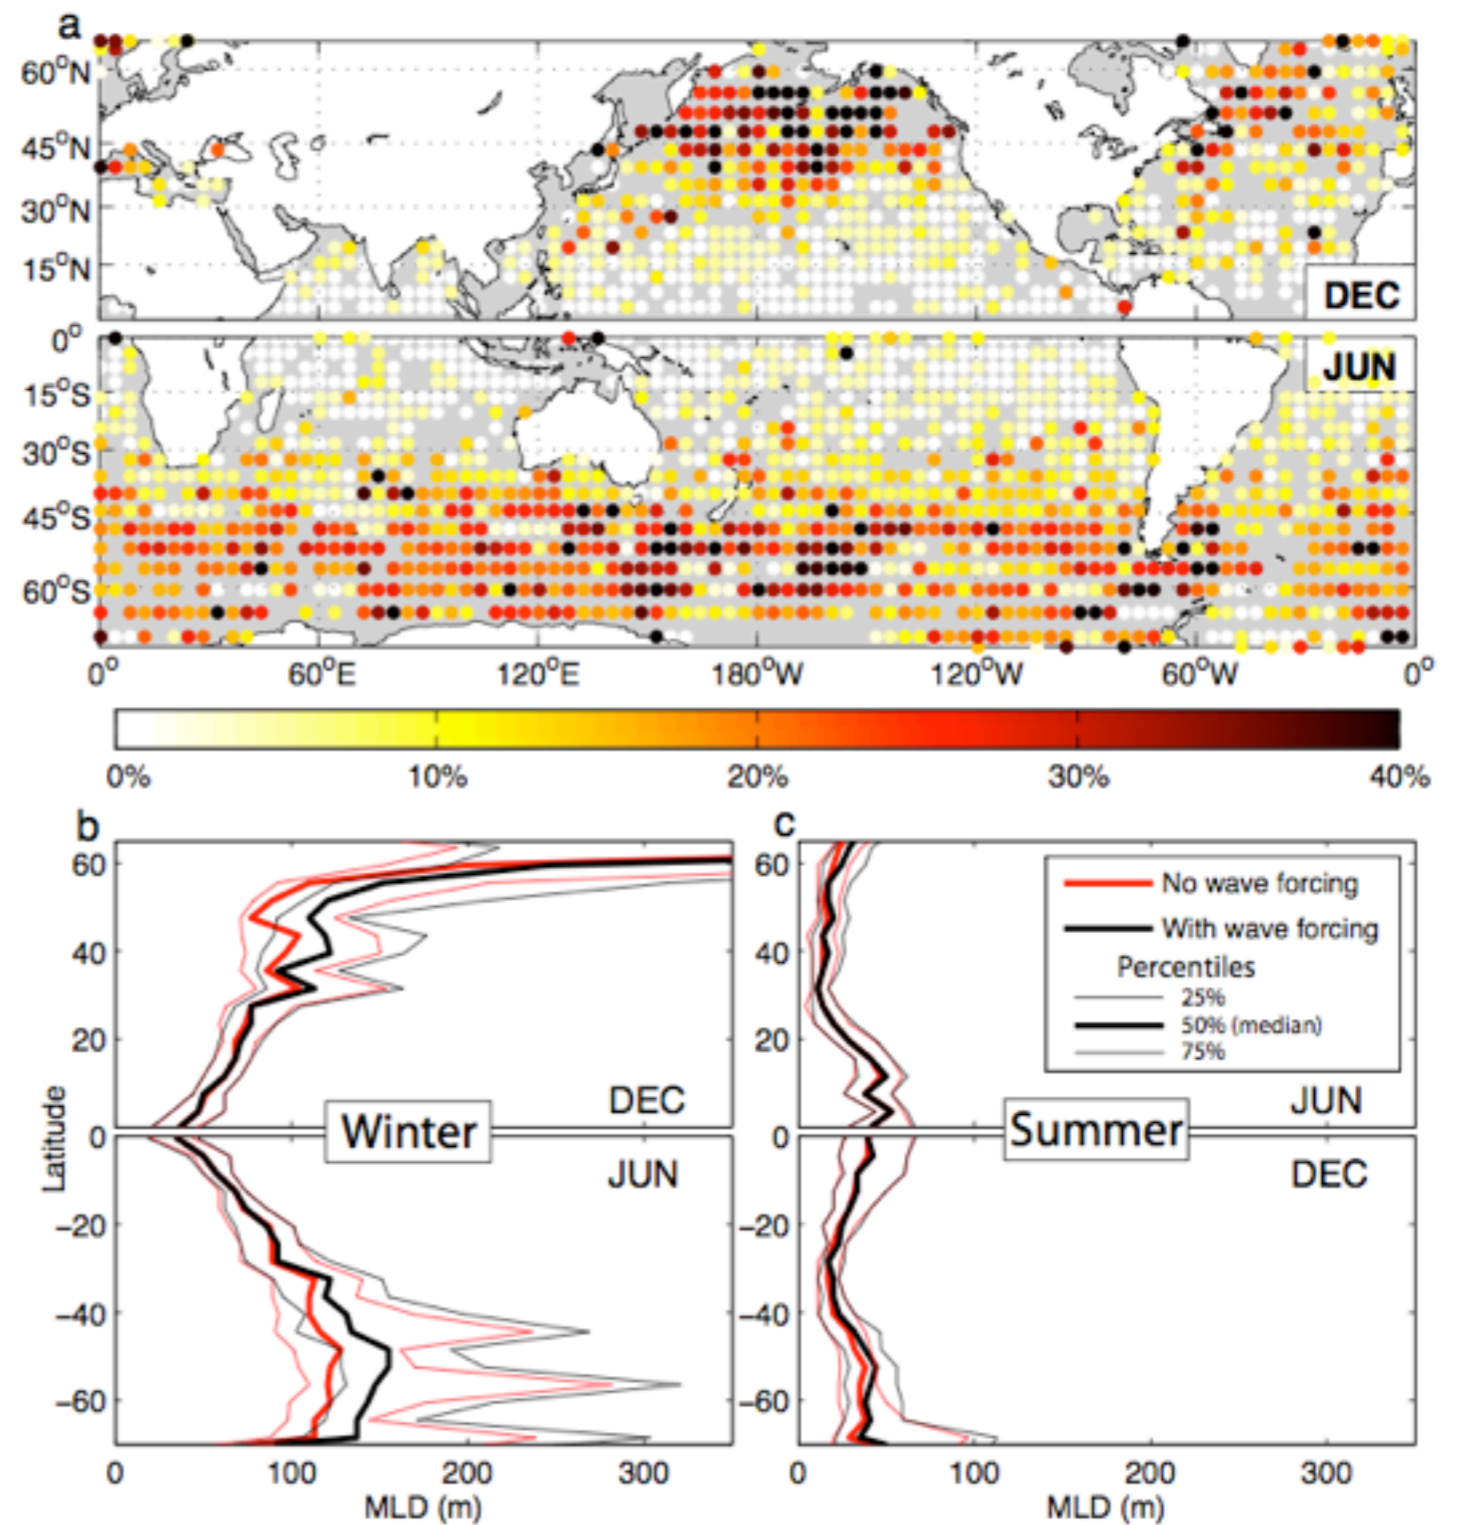 a
60°N
45°N
30°N
15°N
DEC
0°
15°S
30°S
45°S
60°S
JUN
0° 60°E 120°E 180°W 120°W 60°W 0°
0% 10% 20% 30% 40%
b
60
40
20
0
DEC
Winter
JUN
0
−20
−40
−60
Latitude
0 100 200 300
MLD (m)
c
60
40
20
0
No wave forcing
With wave forcing
Percentiles
25%
50% (median)
75%
JUN
Summer
DEC
0
−20
−40
−60
0 100 200 300
MLD (m)